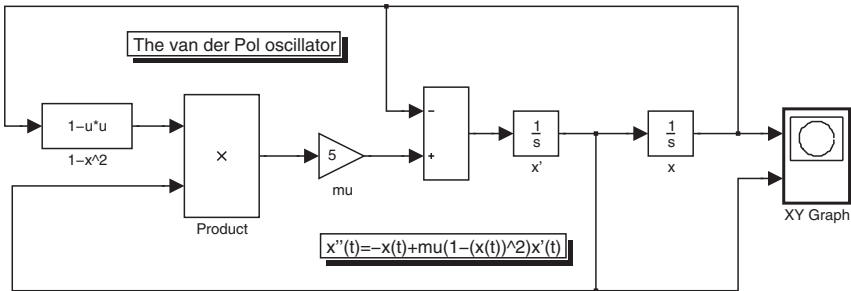 The van der Pol oscillator
1−u*u
1−x^2
×
Product
5
mu
−
+
1
s
x'
1
s
x
XY Graph
x''(t)=−x(t)+mu(1−(x(t))^2)x'(t)